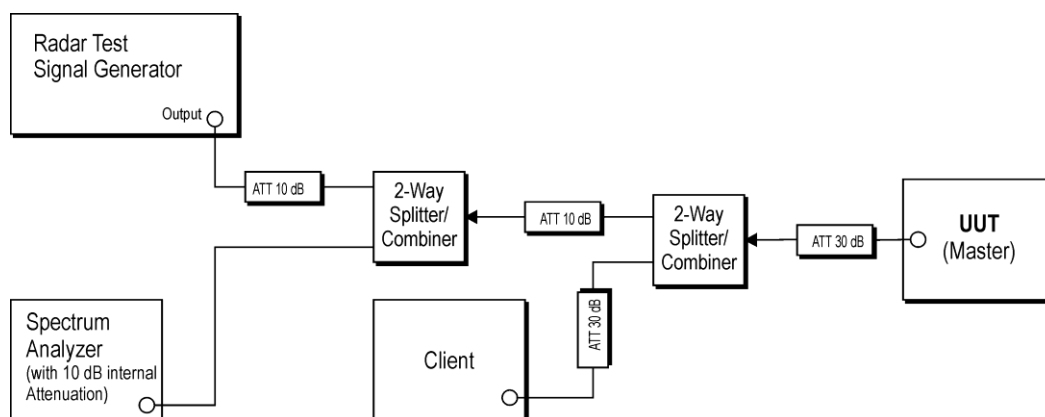 Radar Test
Signal Generator
Output
ATT 10 dB
2-Way
Splitter/
Combiner
ATT 10 dB
2-Way
Splitter/
Combiner
ATT 30 dB
UUT
(Master)
Spectrum
Analyzer
(with 10 dB internal
Attenuation)
Client
ATT 30 dB